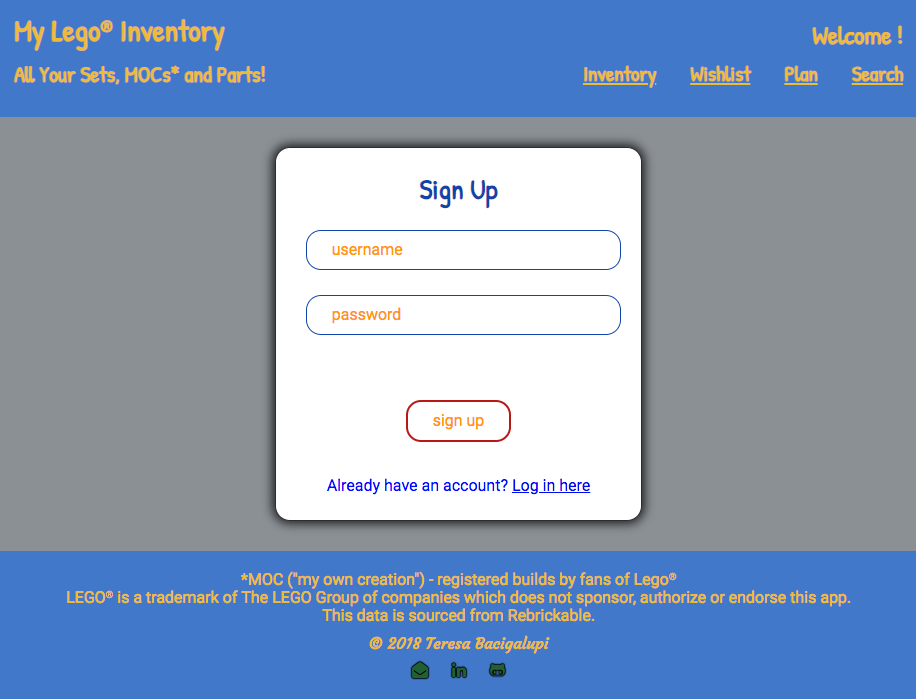 My Lego® Inventory
Welcome !
All Your Sets, MOCs* and Parts!
Inventory Wishlist Plan Search
Sign Up
username
password
sign up
Already have an account? Log in here
*MOC ("my own creation") - registered builds by fans of Lego®
LEGO® is a trademark of The LEGO Group of companies which does not sponsor, authorize or endorse this app.
This data is sourced from Rebrickable.
© 2018 Teresa Bacigalupi
in